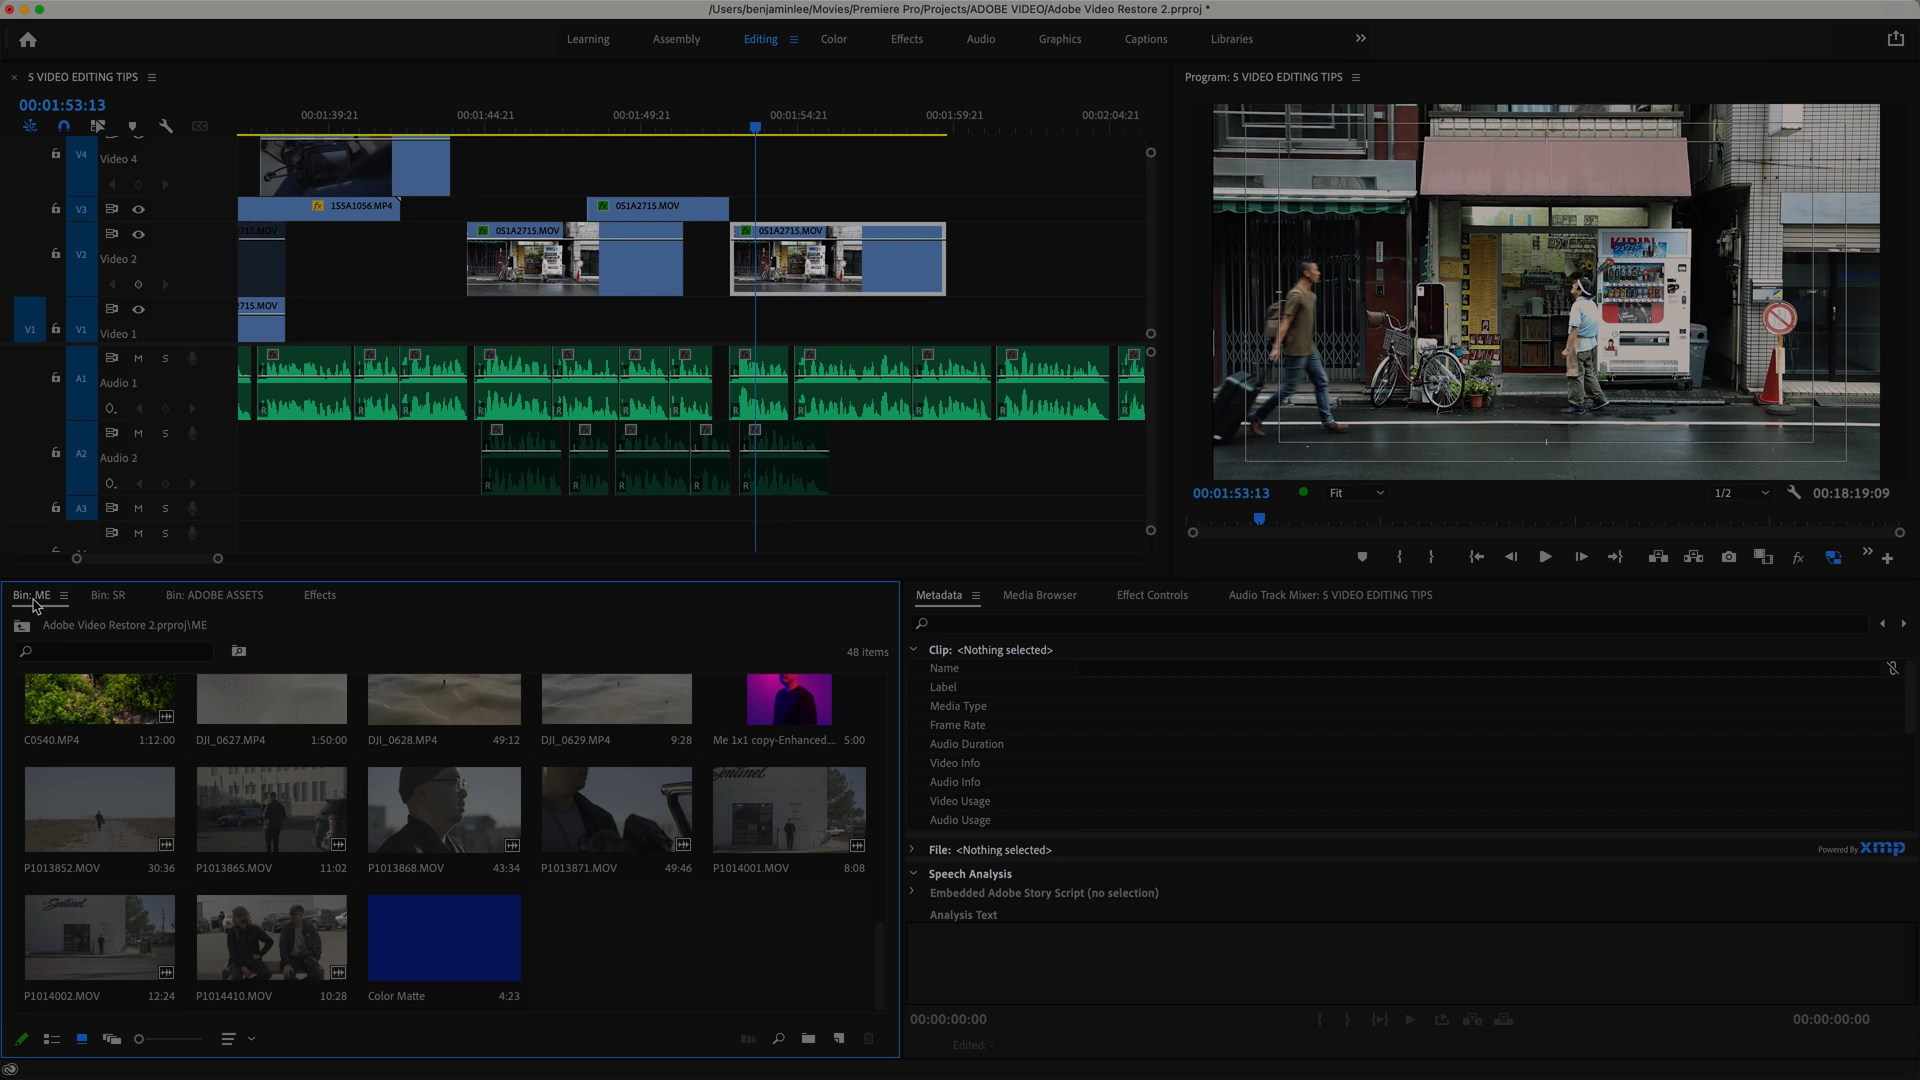 /Users/benjaminlee/Movies/Premiere Pro/Projects/ADOBE VIDEO/Adobe Video Restore 2.prproj *
Learning Assembly Editing Color Effects Audio Graphics Captions Libraries
5 VIDEO EDITING TIPS
00:01:53:13
00:01:39:21 00:01:44:21 00:01:49:21 00:01:54:21 00:01:59:21 00:02:04:21
V4 Video 4
V3 155A1056.MP4 0S1A2715.MOV
2715.MOV 0S1A2715.MOV 0S1A2715.MOV
V2 Video 2
2715.MOV
V1 V1 Video 1
M S
A1 Audio 1
R R R R R R R R R R R R
M S
A2 Audio 2
R R R R R
A3 M S
M S
Program: 5 VIDEO EDITING TIPS
KIRIN
00:01:53:13 Fit 1/2 00:18:19:09
fx
Bin: ME Bin: SR Bin: ADOBE ASSETS Effects
Adobe Video Restore 2.prproj\ME
48 items
C0540.MP4 1:12:00 DJI_0627.MP4 1:50:00 DJI_0628.MP4 49:12 DJI_0629.MP4 9:28 Me 1x1 copy-Enhanced.... 5:00
Sentinel
P1013852.MOV 30:36 P1013865.MOV 11:02 P1013868.MOV 43:34 P1013871.MOV 49:46 P1014001.MOV 8:08
Sentinel
P1014002.MOV 12:24 P1014410.MOV 10:28 Color Matte 4:23
Metadata Media Browser Effect Controls Audio Track Mixer: 5 VIDEO EDITING TIPS
Clip: <Nothing selected>
Name
Label
Media Type
Frame Rate
Audio Duration
Video Info
Audio Info
Video Usage
Audio Usage
File: <Nothing selected> Powered By xmp
Speech Analysis
Embedded Adobe Story Script (no selection)
Analysis Text
00:00:00:00 00:00:00:00
Edited: -